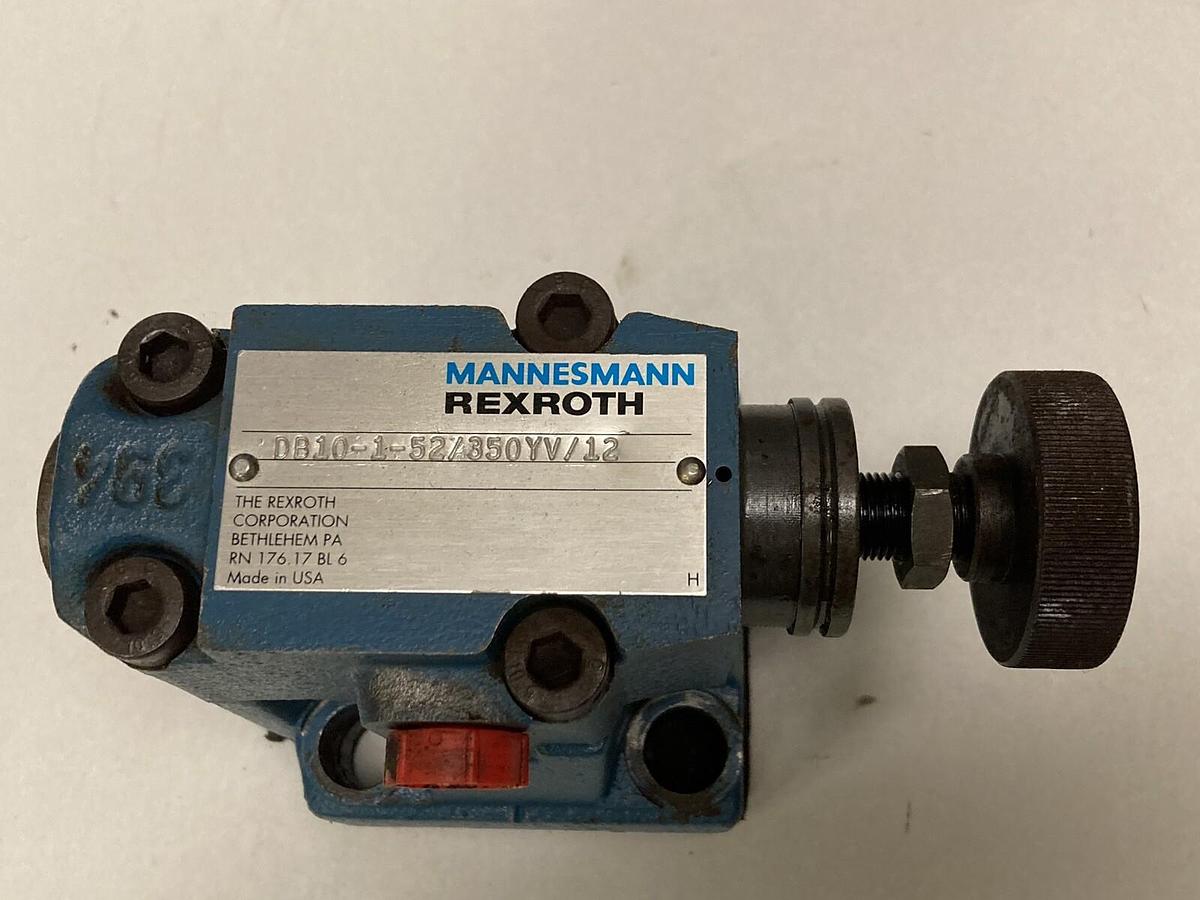 MANNESMANN
REXROTH
DB10-1-52/350YV/12
394
THE REXROTH
CORPORATION
BETHLEHEM PA
RN 176.17 BL 6
Made in USA
H